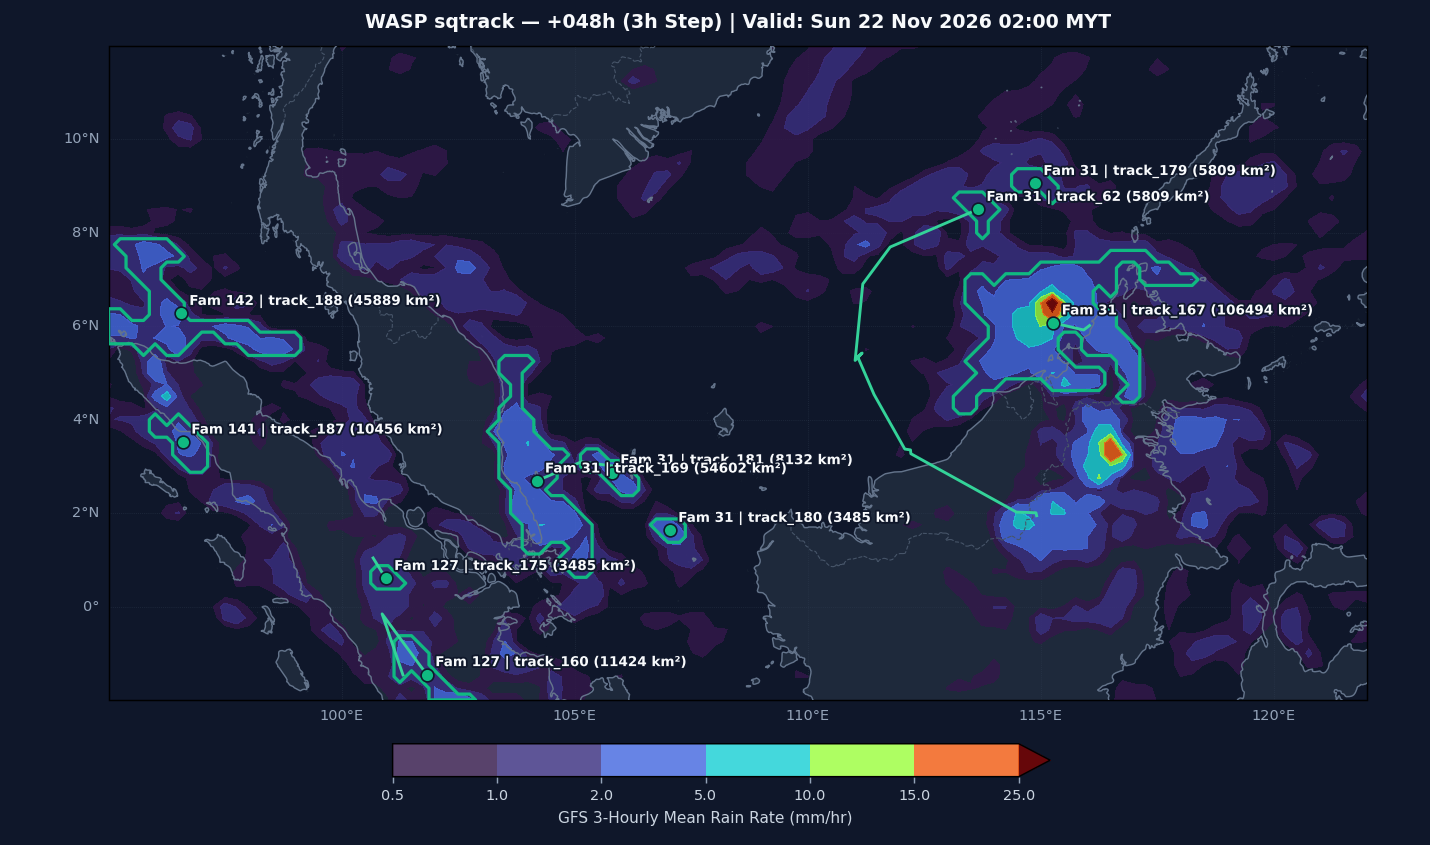 WASP sqtrack — +048h (3h Step) | Valid: Sun 22 Nov 2026 02:00 MYT
10°N
8°N
6°N
4°N
2°N
0°
Fam 31 | track_179 (5809 km²)
Fam 31 | track_62 (5809 km²)
Fam 142 | track_188 (45889 km²)
Fam 31 | track_167 (106494 km²)
Fam 141 | track_187 (10456 km²)
Fam 31 | track_181 (8132 km²)
Fam 31 | track_169 (54602 km²)
Fam 31 | track_180 (3485 km²)
Fam 127 | track_175 (3485 km²)
Fam 127 | track_160 (11424 km²)
100°E 105°E 110°E 115°E 120°E
0.5 1.0 2.0 5.0 10.0 15.0 25.0
GFS 3-Hourly Mean Rain Rate (mm/hr)